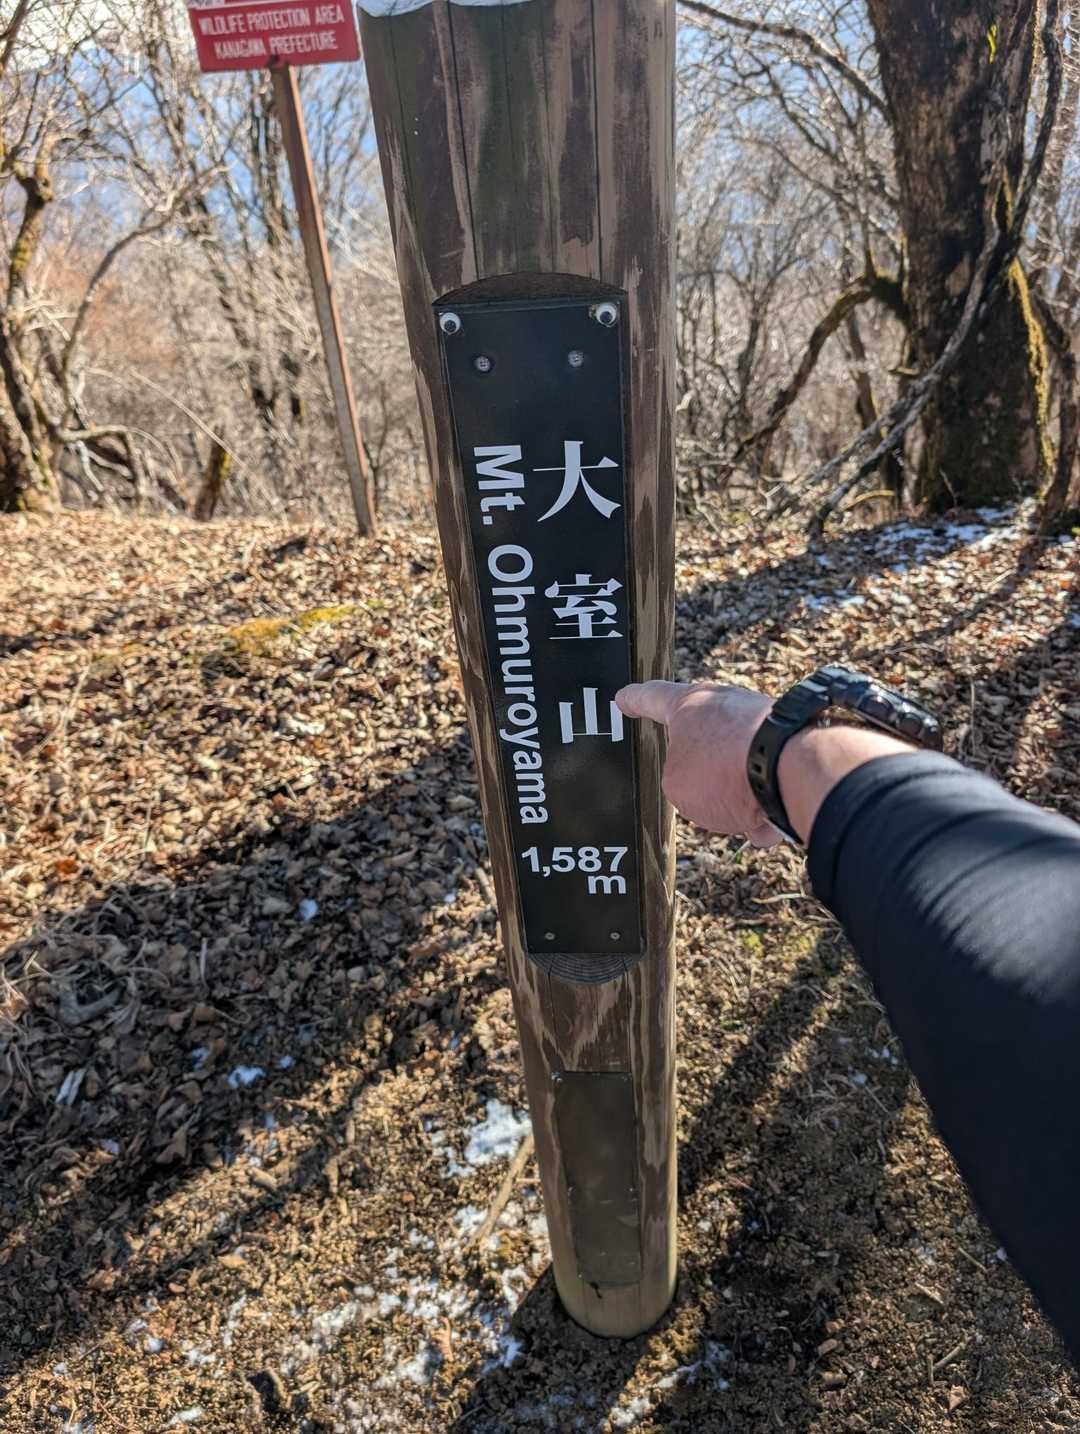 WILDLIFE PROTECTION AREA
KANAGAWA PREFECTURE
大室山
Mt. Ohmuroyama
1,587
m